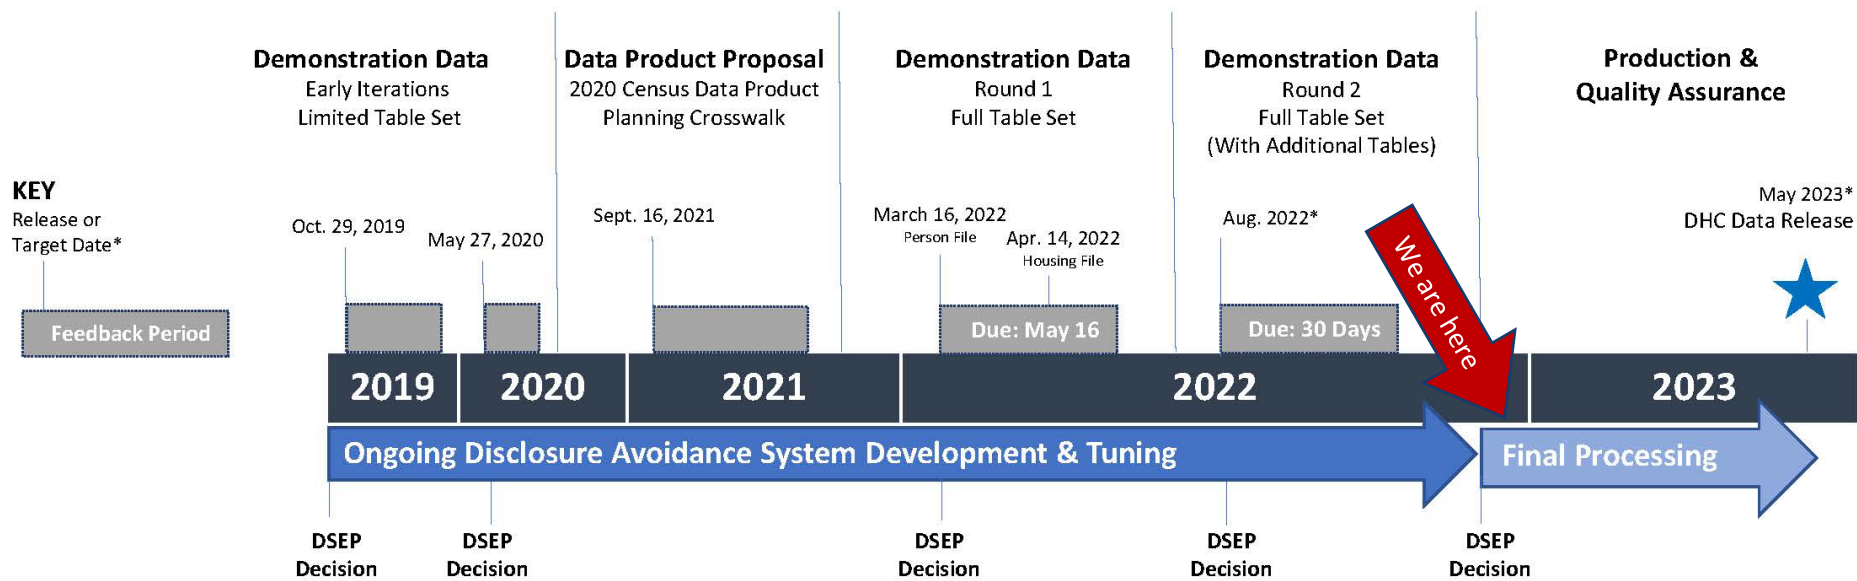 Demonstration Data
Early Iterations
Limited Table Set
Data Product Proposal
2020 Census Data Product
Planning Crosswalk
Demonstration Data
Round 1
Full Table Set
Demonstration Data
Round 2
Full Table Set
(With Additional Tables)
Production &
Quality Assurance
KEY
Release or
Target Date*
Feedback Period
Oct. 29, 2019
May 27, 2020
Sept. 16, 2021
March 16, 2022
Person File
Apr. 14, 2022
Housing File
Aug. 2022*
May 2023*
DHC Data Release
Due: May 16
Due: 30 Days
We are here
2019
2020
2021
2022
2023
Ongoing Disclosure Avoidance System Development & Tuning
Final Processing
DSEP
Decision
DSEP
Decision
DSEP
Decision
DSEP
Decision
DSEP
Decision